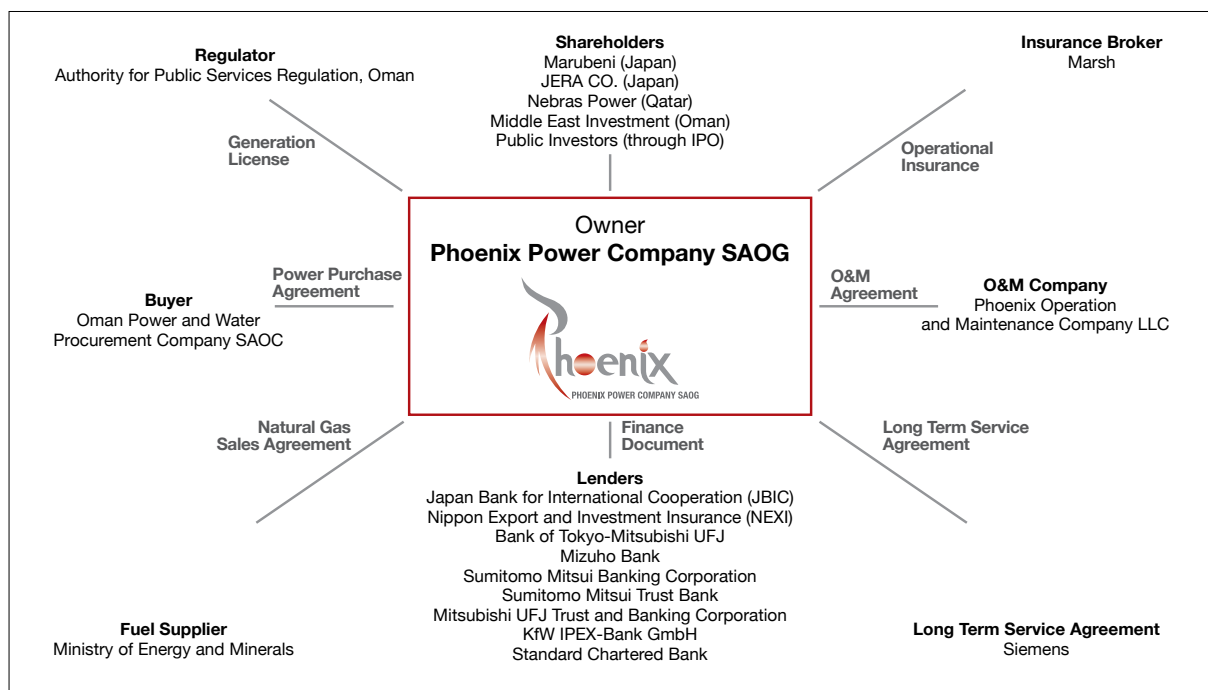 Regulator
Authority for Public Services Regulation, Oman
Shareholders
Marubeni (Japan)
JERA CO. (Japan)
Nebras Power (Qatar)
Middle East Investment (Oman)
Public Investors (through IPO)
Insurance Broker
Marsh
Generation
License
Operational
Insurance
Owner
Phoenix Power Company SAOG
Phoenix
PHOENIX POWER COMPANY SAOG
Power Purchase
Agreement
Buyer
Oman Power and Water
Procurement Company SAOC
O&M
Agreement
O&M Company
Phoenix Operation
and Maintenance Company LLC
Natural Gas
Sales Agreement
Finance
Document
Long Term Service
Agreement
Lenders
Japan Bank for International Cooperation (JBIC)
Nippon Export and Investment Insurance (NEXI)
Bank of Tokyo-Mitsubishi UFJ
Mizuho Bank
Sumitomo Mitsui Banking Corporation
Sumitomo Mitsui Trust Bank
Mitsubishi UFJ Trust and Banking Corporation
KfW IPEX-Bank GmbH
Standard Chartered Bank
Fuel Supplier
Ministry of Energy and Minerals
Long Term Service Agreement
Siemens